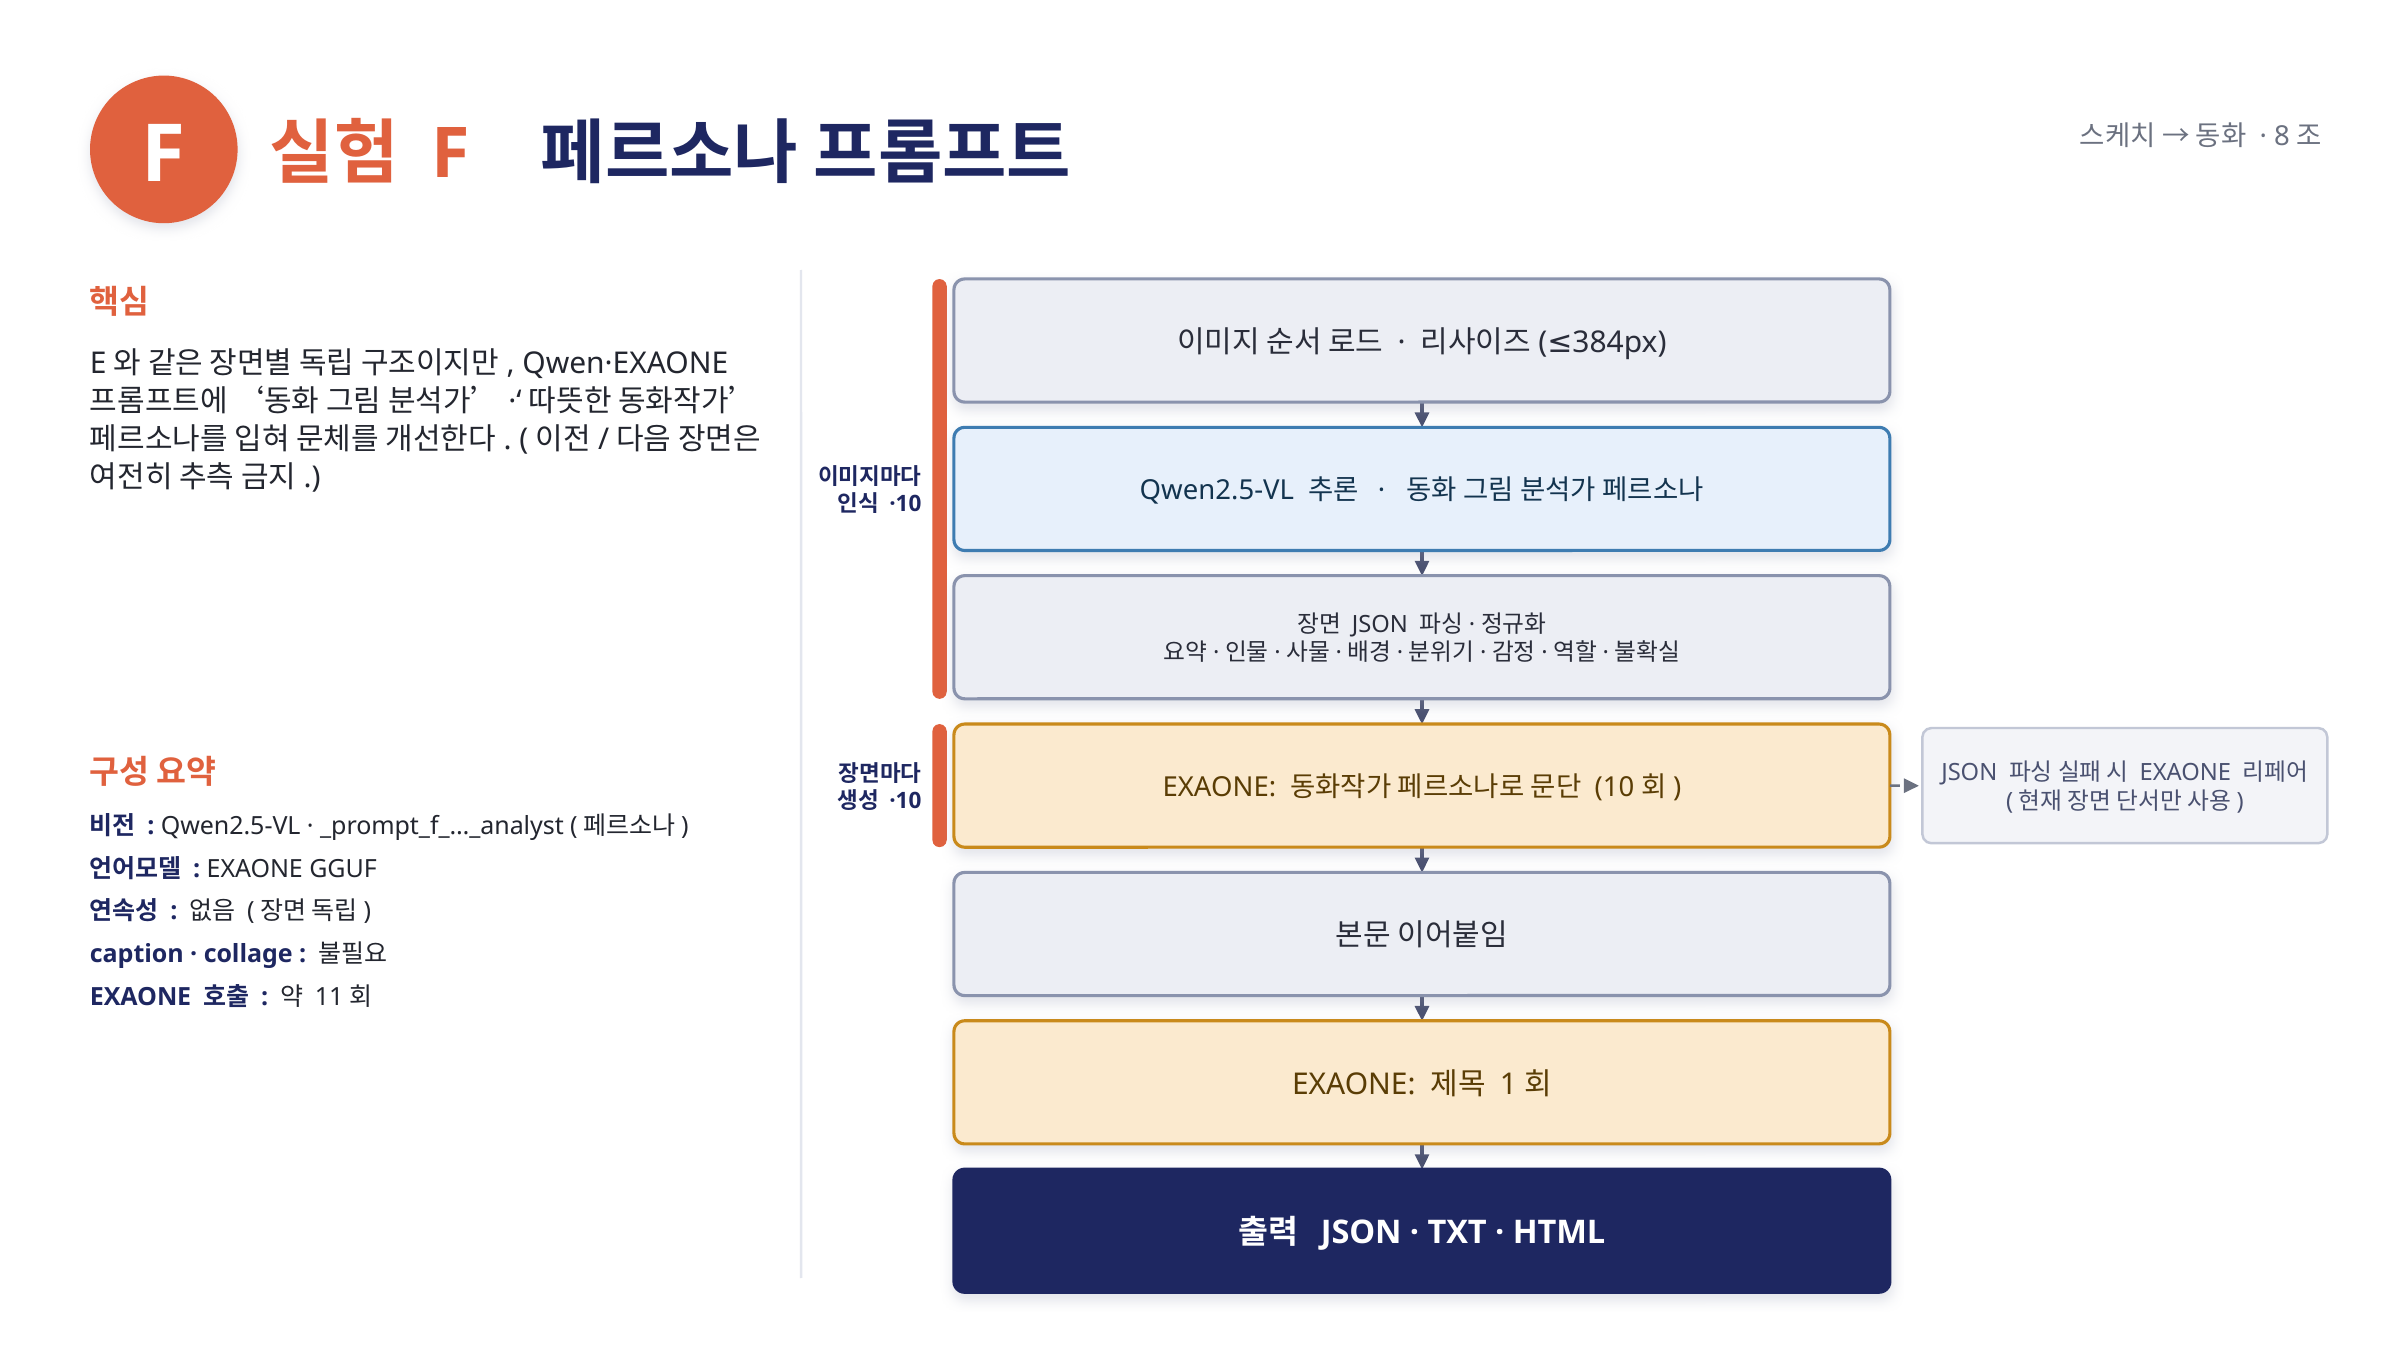 F
실험 F 페르소나 프롬프트
스케치 → 동화 · 8 조
핵심
E 와 같은 장면별 독립 구조이지만 , Qwen·EXAONE
프롬프트에 ‘동화 그림 분석가’ ·‘ 따뜻한 동화작가’
페르소나를 입혀 문체를 개선한다 . ( 이전 / 다음 장면은
여전히 추측 금지 .)
구성 요약
비전 : Qwen2.5-VL · _prompt_f_..._analyst ( 페르소나 )
언어모델 : EXAONE GGUF
연속성 : 없음 ( 장면 독립 )
caption · collage : 불필요
EXAONE 호출 : 약 11 회
이미지마다
인식 ·10
장면마다
생성 ·10
이미지 순서 로드 · 리사이즈 (≤384px)
Qwen2.5-VL 추론 · 동화 그림 분석가 페르소나
장면 JSON 파싱 · 정규화
요약 · 인물 · 사물 · 배경 · 분위기 · 감정 · 역할 · 불확실
EXAONE: 동화작가 페르소나로 문단 (10 회 )
JSON 파싱 실패 시 EXAONE 리페어
( 현재 장면 단서만 사용 )
본문 이어붙임
EXAONE: 제목 1 회
출력 JSON · TXT · HTML